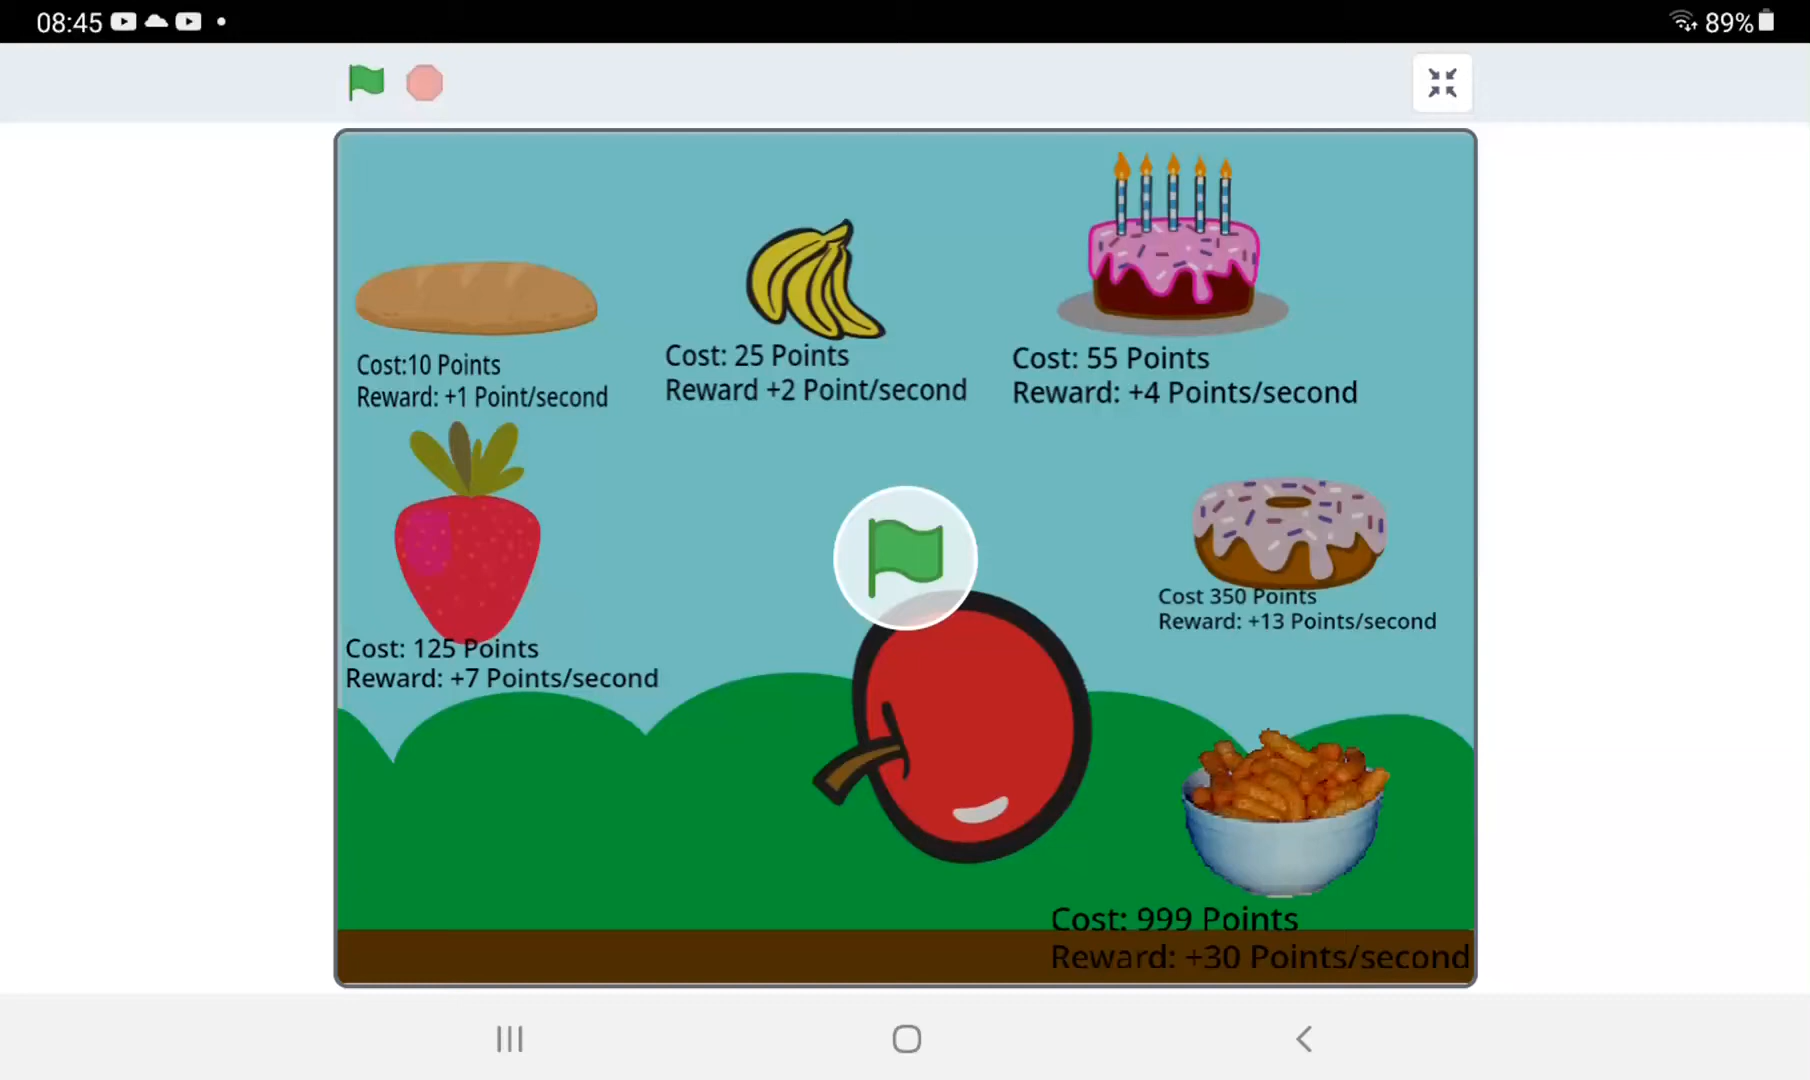 08:45
89%
Cost:10 Points
Reward: +1 Point/second
Cost: 25 Points
Reward +2 Point/second
Cost: 55 Points
Reward: +4 Points/second
Cost: 125 Points
Reward: +7 Points/second
Cost 350 Points
Reward: +13 Points/second
Cost: 999 Points
Reward: +30 Points/second